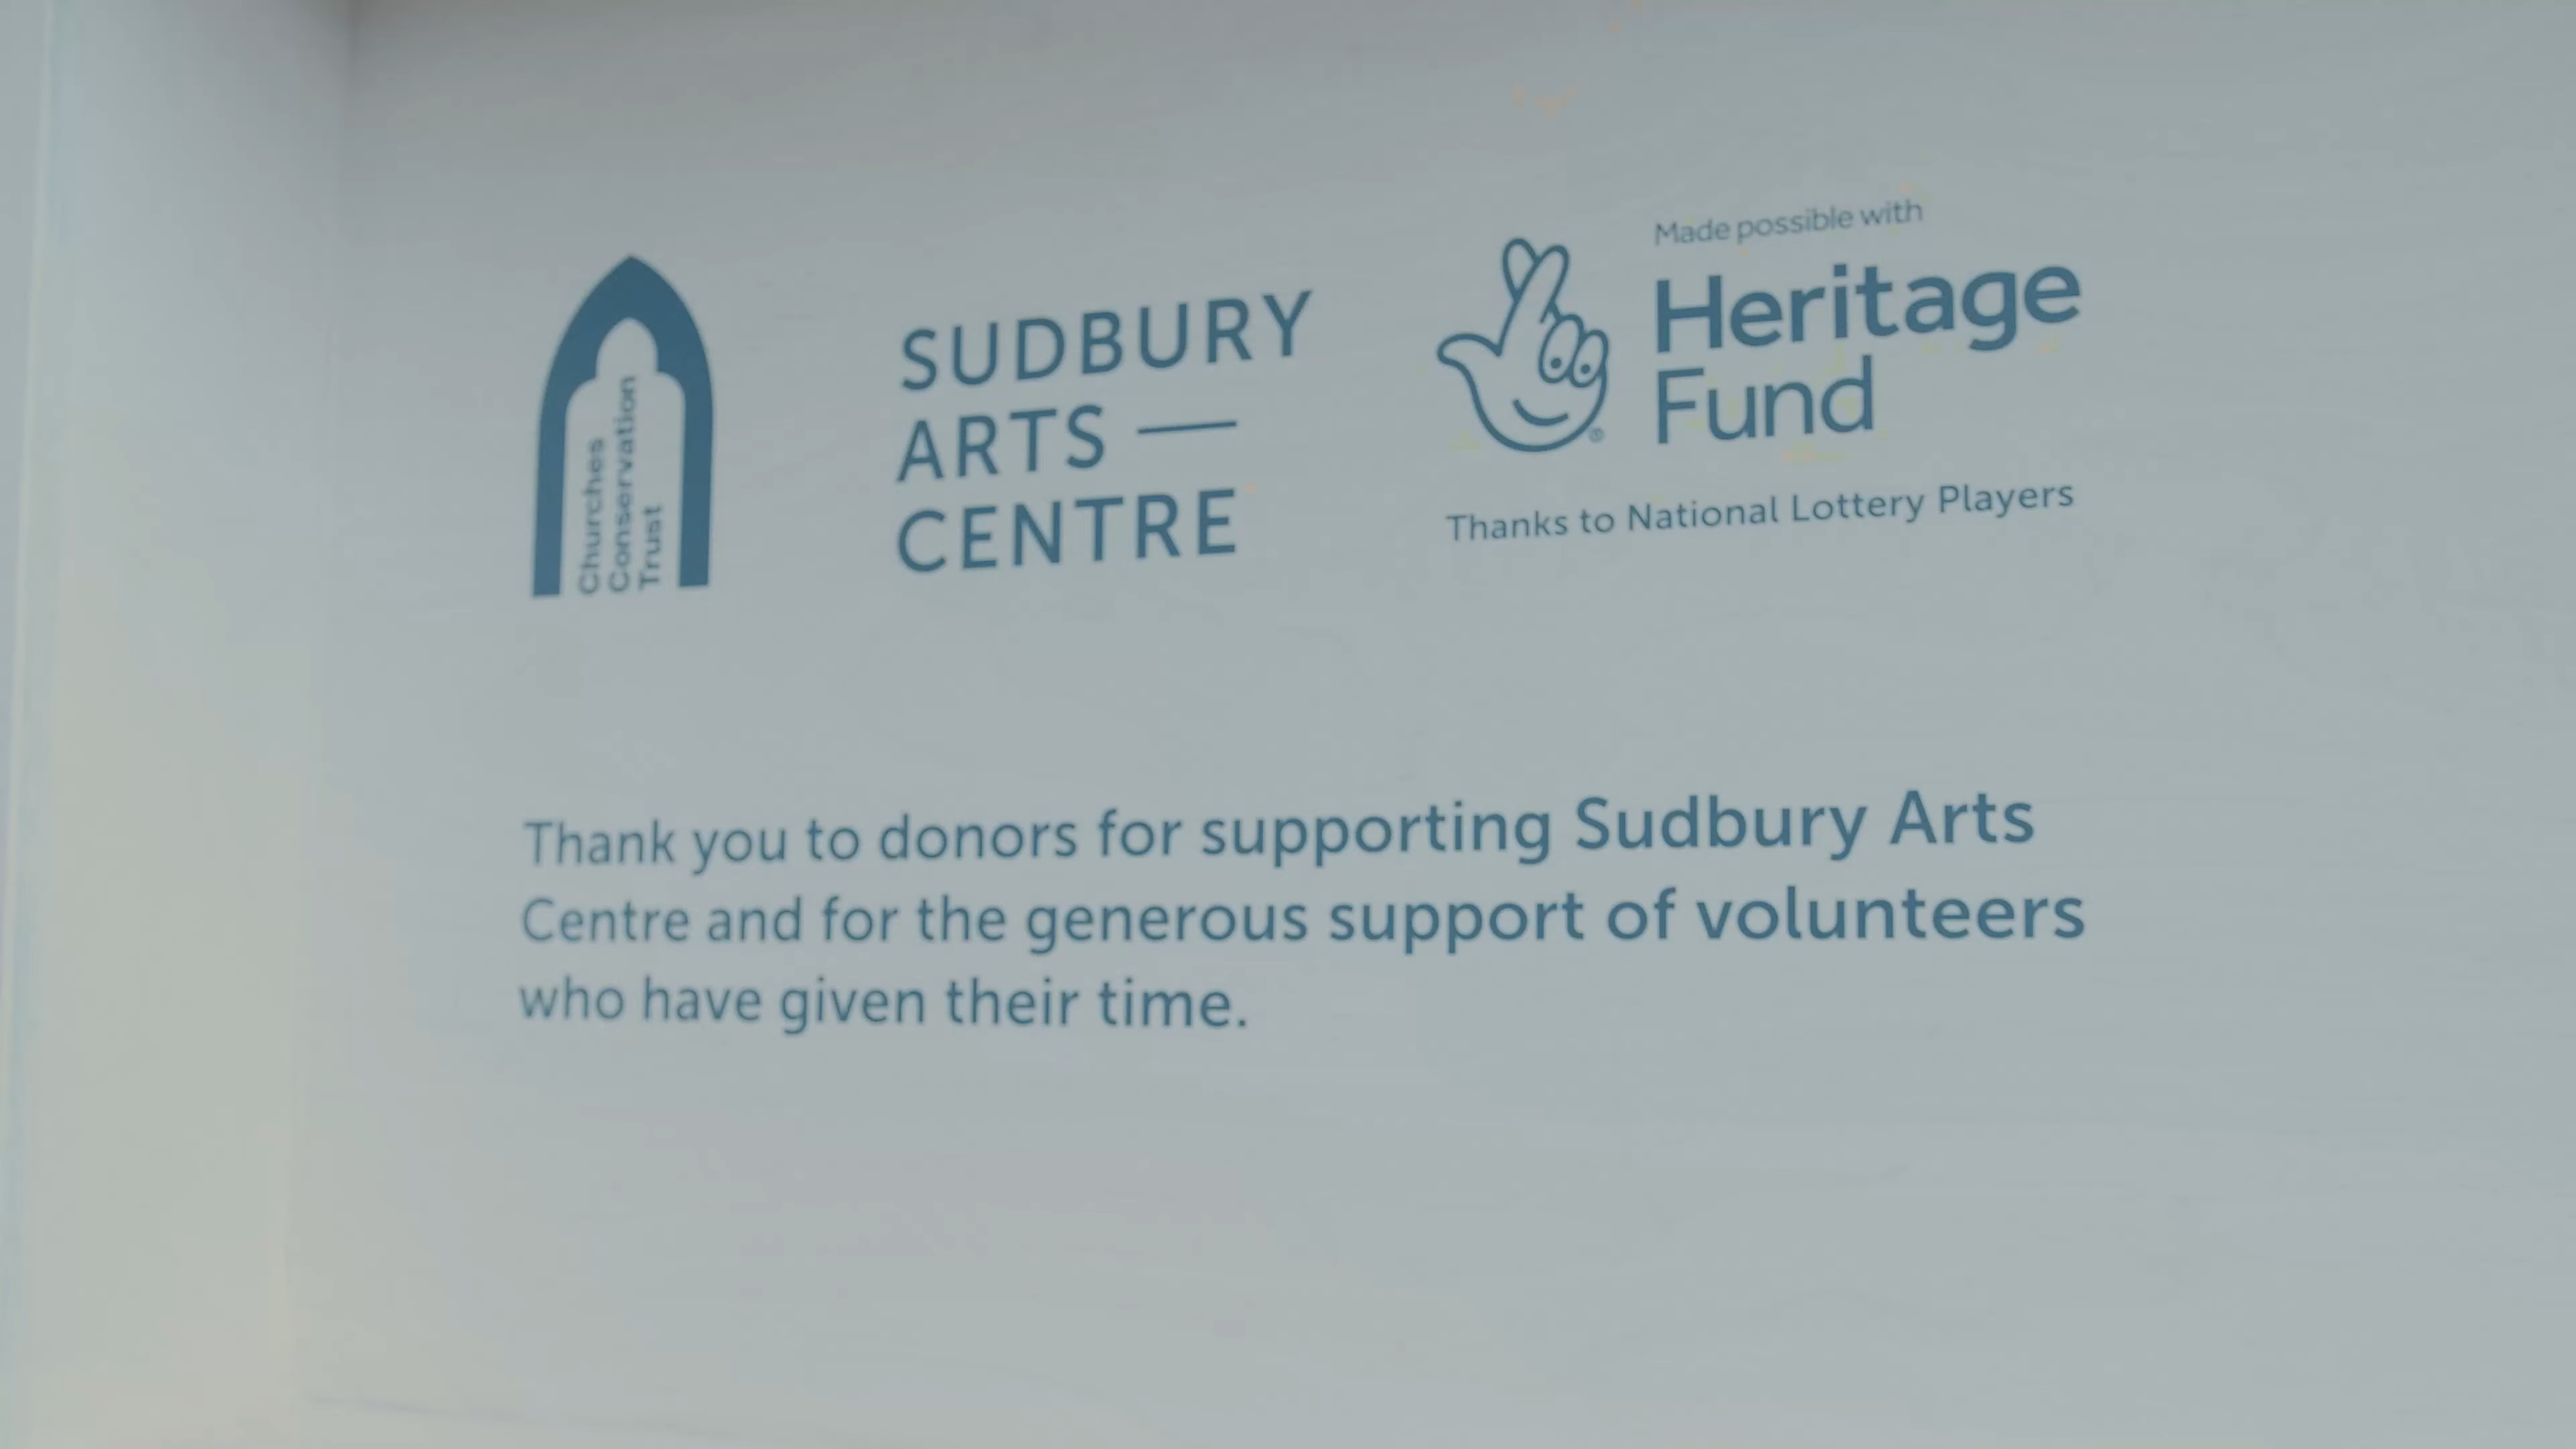 Churches
Conservation
Trust
SUDBURY
ARTS —
CENTRE
Made possible with
Heritage
Fund
Thanks to National Lottery Players
Thank you to donors for supporting Sudbury Arts
Centre and for the generous support of volunteers
who have given their time.